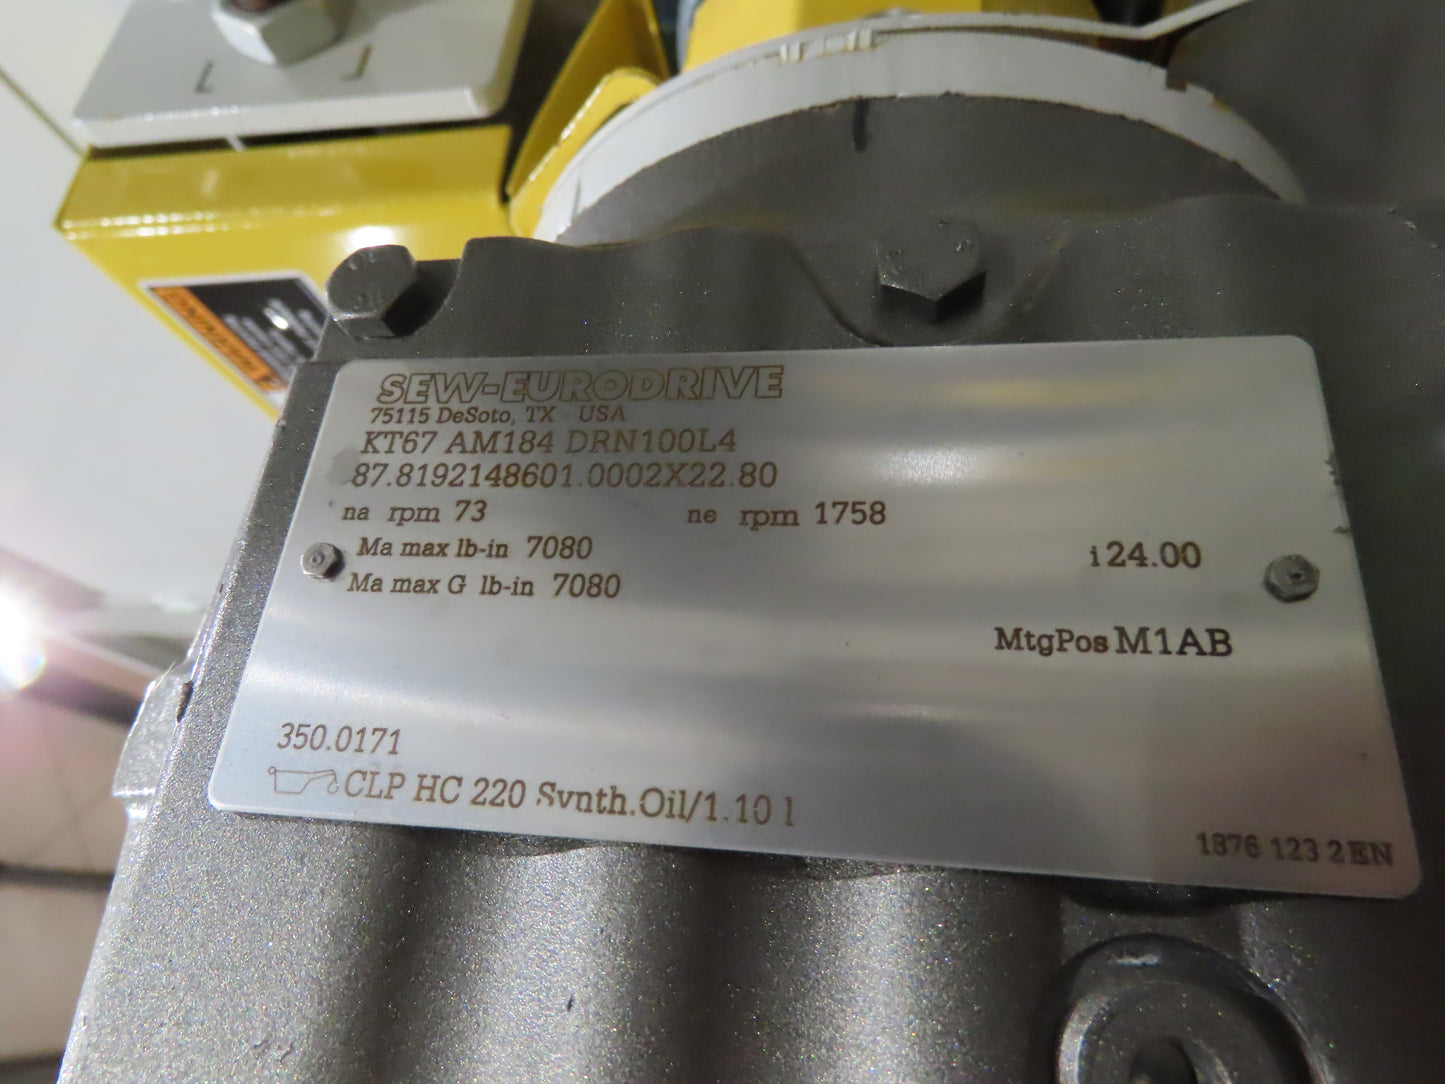 SEW-EURODRIVE
75115 DeSoto, TX - USA
KT67 AM184 DRN100L4
87.8192148601.0002X22.80
na rpm 73 ne rpm 1758
Ma max lb-in 7080
i 24.00
Ma max G lb-in 7080
MtgPos M1AB
350.0171
CLP HC 220 Synth.Oil/1.10 l
1876 123 2 EN